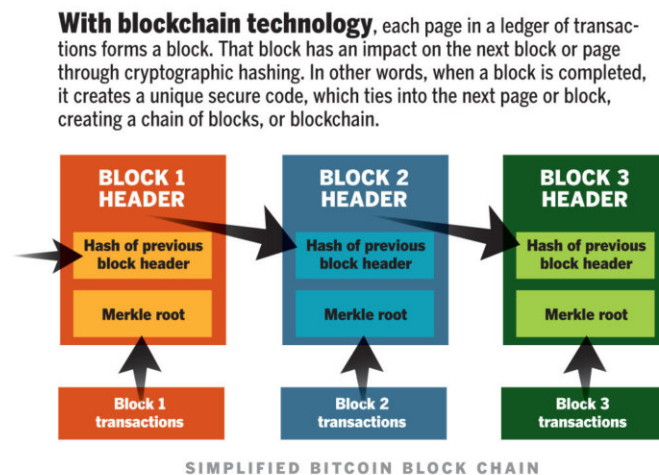 With blockchain technology, each page in a ledger of transac-
tions forms a block. That block has an impact on the next block or page
through cryptographic hashing. In other words, when a block is completed,
it creates a unique secure code, which ties into the next page or block,
creating a chain of blocks, or blockchain.
BLOCK 1
HEADER
Hash of previous
block header
Merkle root
Block 1
transactions
BLOCK 2
HEADER
Hash of previous
block header
Merkle root
Block 2
transactions
BLOCK 3
HEADER
Hash of previous
block header
Merkle root
Block 3
transactions
SIMPLIFIED BITCOIN BLOCK CHAIN